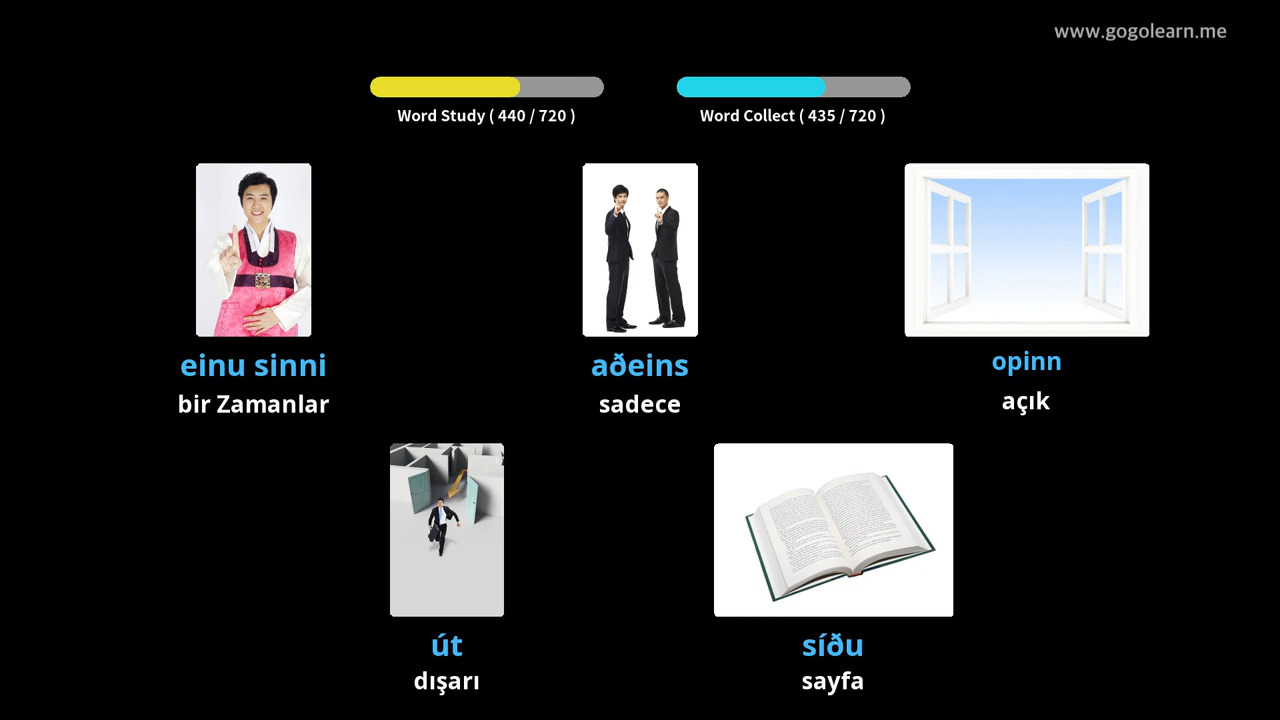 www.gogolearn.me
Word Study ( 440 / 720 )
Word Collect ( 435 / 720 )
einu sinni
bir Zamanlar
aðeins
sadece
opinn
açık
út
dışarı
síðu
sayfa